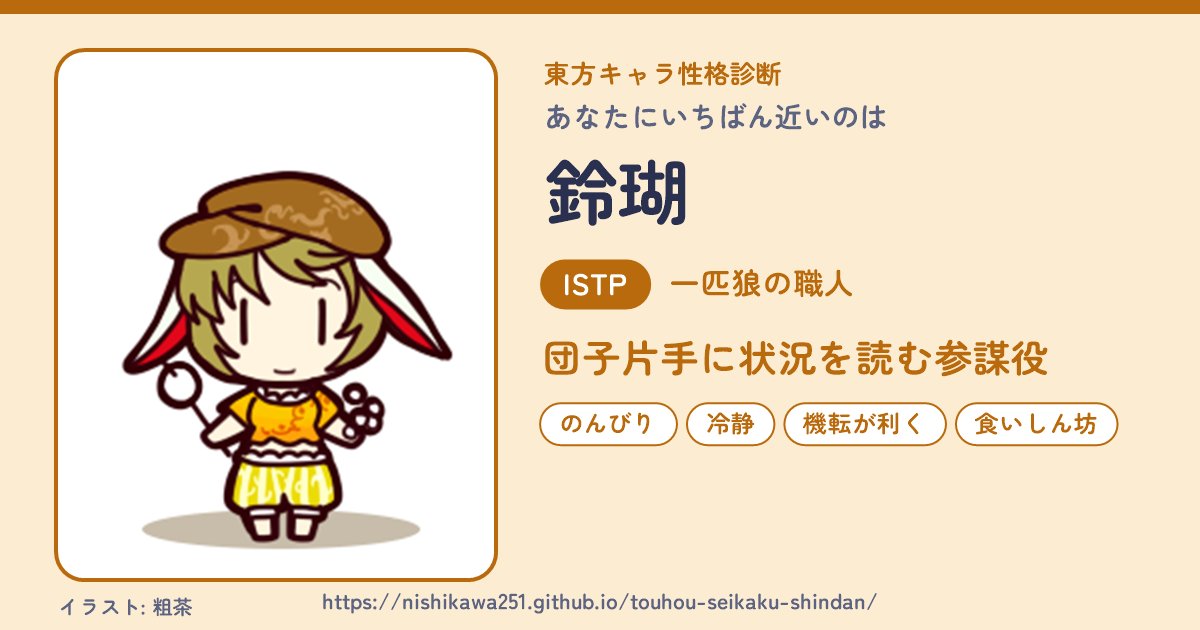 東方キャラ性格診断
あなたにいちばん近いのは
鈴瑚
ISTP 一匹狼の職人
団子片手に状況を読む参謀役
のんびり 冷静 機転が利く 食いしん坊
イラスト: 粗茶
https://nishikawa251.github.io/touhou-seikaku-shindan/